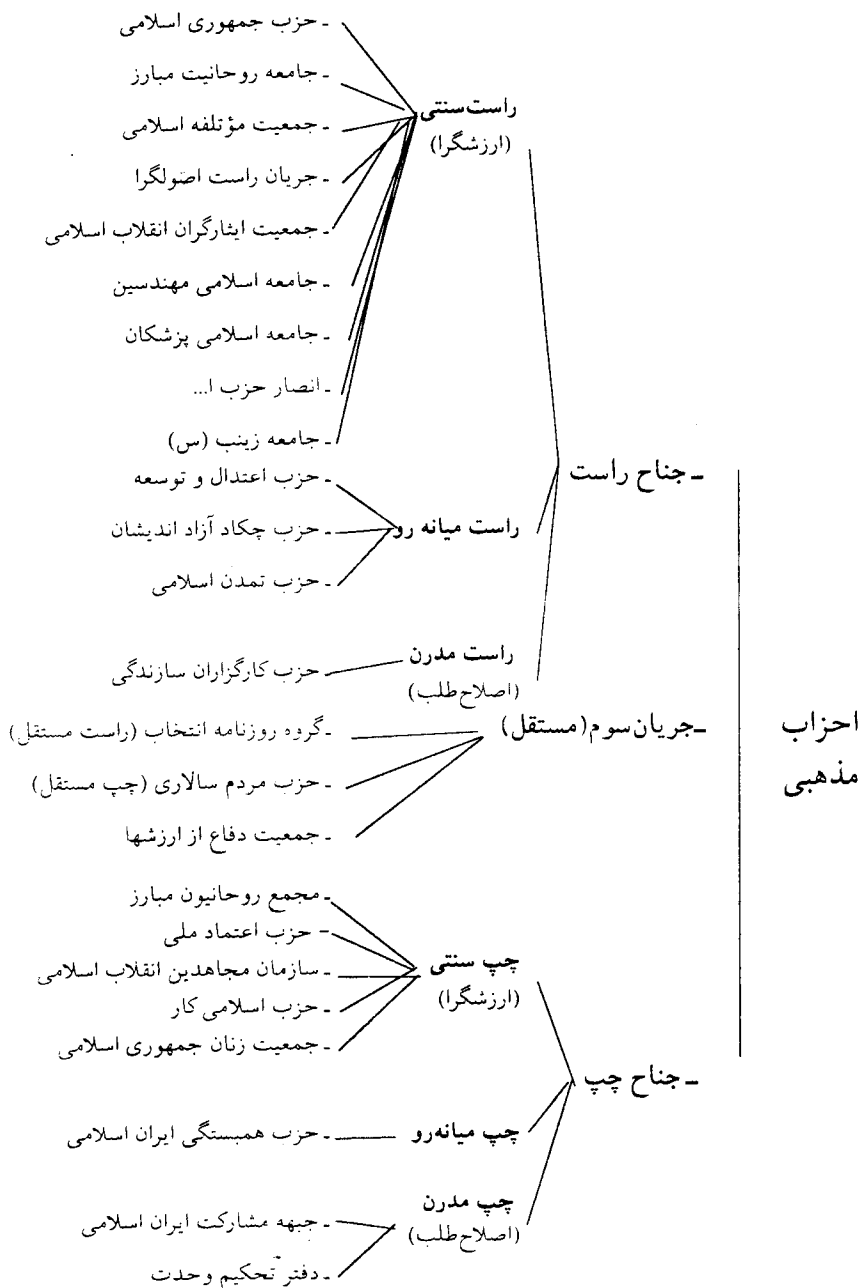 ـ حزب جمهوری اسلامی
ـ جامعه روحانیت مبارز
راست سنتی
ـ جمعیت مؤتلفه اسلامی
(ارزشگرا)
ـ جریان راست اصولگرا
ـ جمعیت ایثارگران انقلاب اسلامی
ـ جامعه اسلامی مهندسین
ـ جامعه اسلامی پزشکان
ـ انصار حزب ا...
ـ جامعه زینب (س)
ـ جناح راست
ـ حزب اعتدال و توسعه
راست میانه رو
ـ حزب چکاد آزاد اندیشان
ـ حزب تمدن اسلامی
راست مدرن
(اصلاح‌طلب)
ـ حزب کارگزاران سازندگی
احزاب
مذهبی
ـ جریان سوم (مستقل)
ـ گروه روزنامه انتخاب (راست مستقل)
ـ حزب مردم سالاری (چپ مستقل)
ـ جمعیت دفاع از ارزشها
ـ مجمع روحانیون مبارز
- حزب اعتماد ملی
چپ سنتی
(ارزشگرا)
ـ سازمان مجاهدین انقلاب اسلامی
ـ حزب اسلامی کار
ـ جمعیت زنان جمهوری اسلامی
ـ جناح چپ
چپ میانه‌رو
ـ حزب همبستگی ایران اسلامی
چپ مدرن
(اصلاح‌طلب)
ـ جبهه مشارکت ایران اسلامی
ـ دفتر تحکیم وحدت